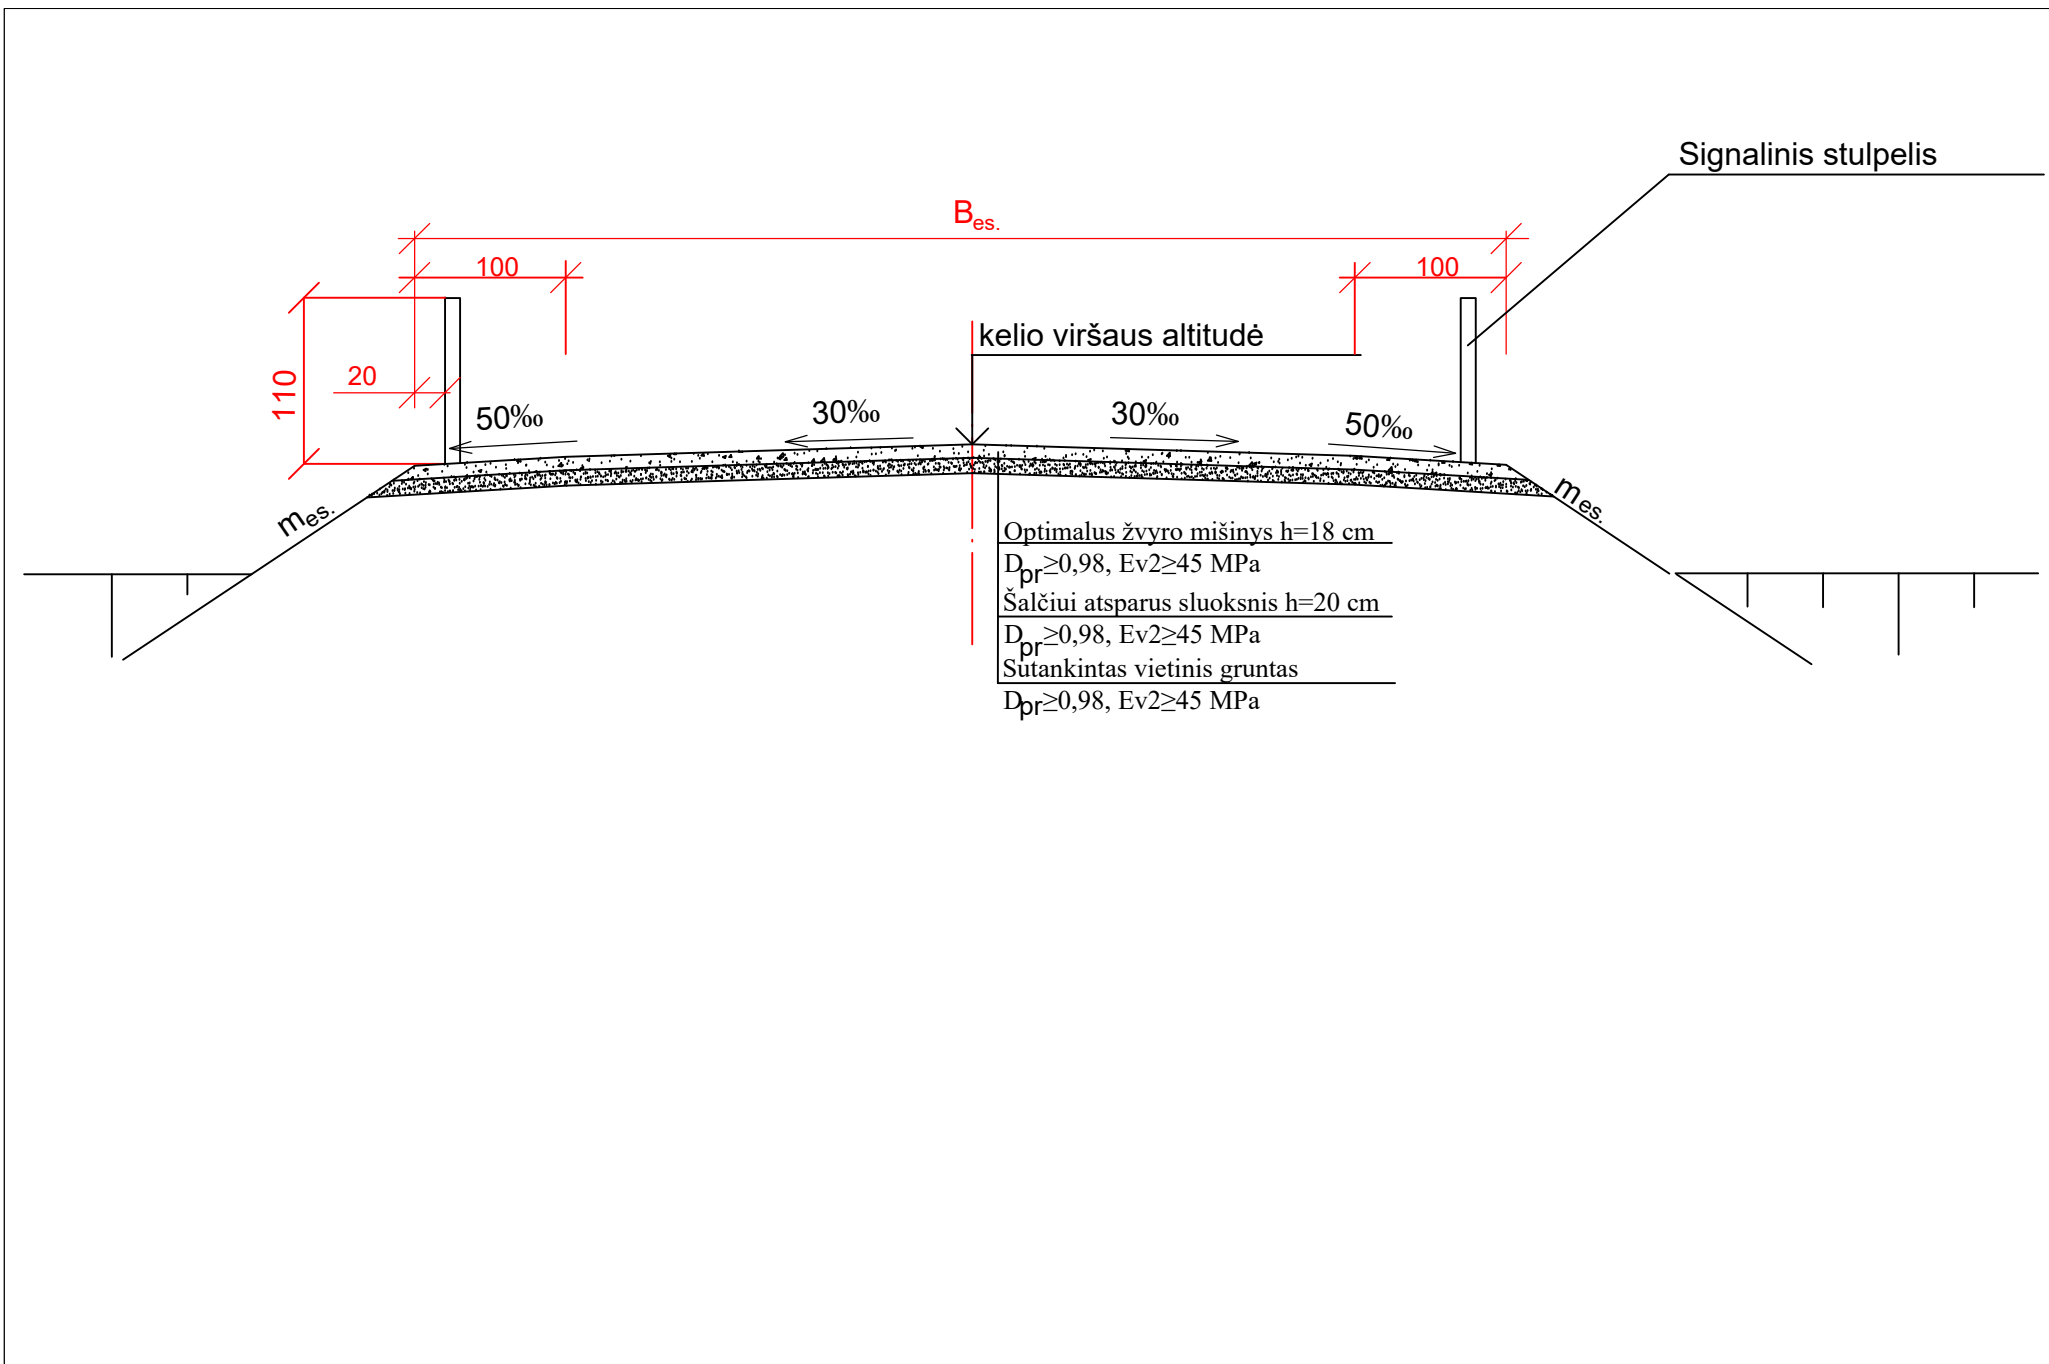 Signalinis stulpelis
Bes.
100
100
kelio viršaus altitudė
110
20
50‰
30‰
30‰
50‰
mes.
mes.
Optimalus žvyro mišinys h=18 cm
Dpr≥0,98, Ev2≥45 MPa
Šalčiui atsparus sluoksnis h=20 cm
Dpr≥0,98, Ev2≥45 MPa
Sutankintas vietinis gruntas
Dpr≥0,98, Ev2≥45 MPa